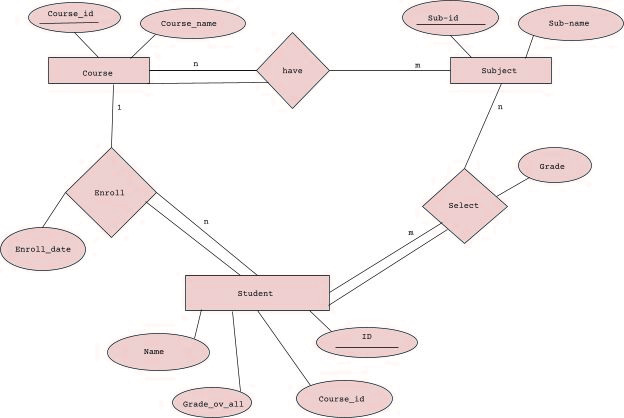 Course_id
Course_name
Sub-id
Sub-name
n
have
m
Course
Subject
1
n
Grade
Enroll
Select
n
m
Enroll_date
Student
ID
Name
Course_id
Grade_ov_all